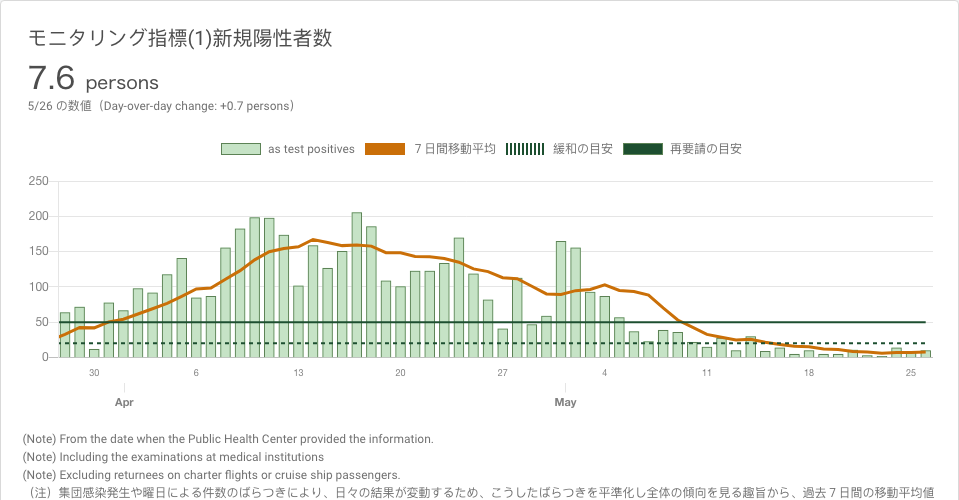 モニタリング指標(1)新規陽性者数
7.6 persons
5/26 の数値（Day-over-day change: +0.7 persons）
as test positives 7 日間移動平均 緩和の目安 再要請の目安
250
200
150
100
50
0
30 6 13 20 27 4 11 18 25
Apr May
(Note) From the date when the Public Health Center provided the information.
(Note) Including the examinations at medical institutions
(Note) Excluding returnees on charter flights or cruise ship passengers.
（注）集団感染発生や曜日による件数のばらつきにより、日々の結果が変動するため、こうしたばらつきを平準化し全体の傾向を見る趣旨から、過去７日間の移動平均値